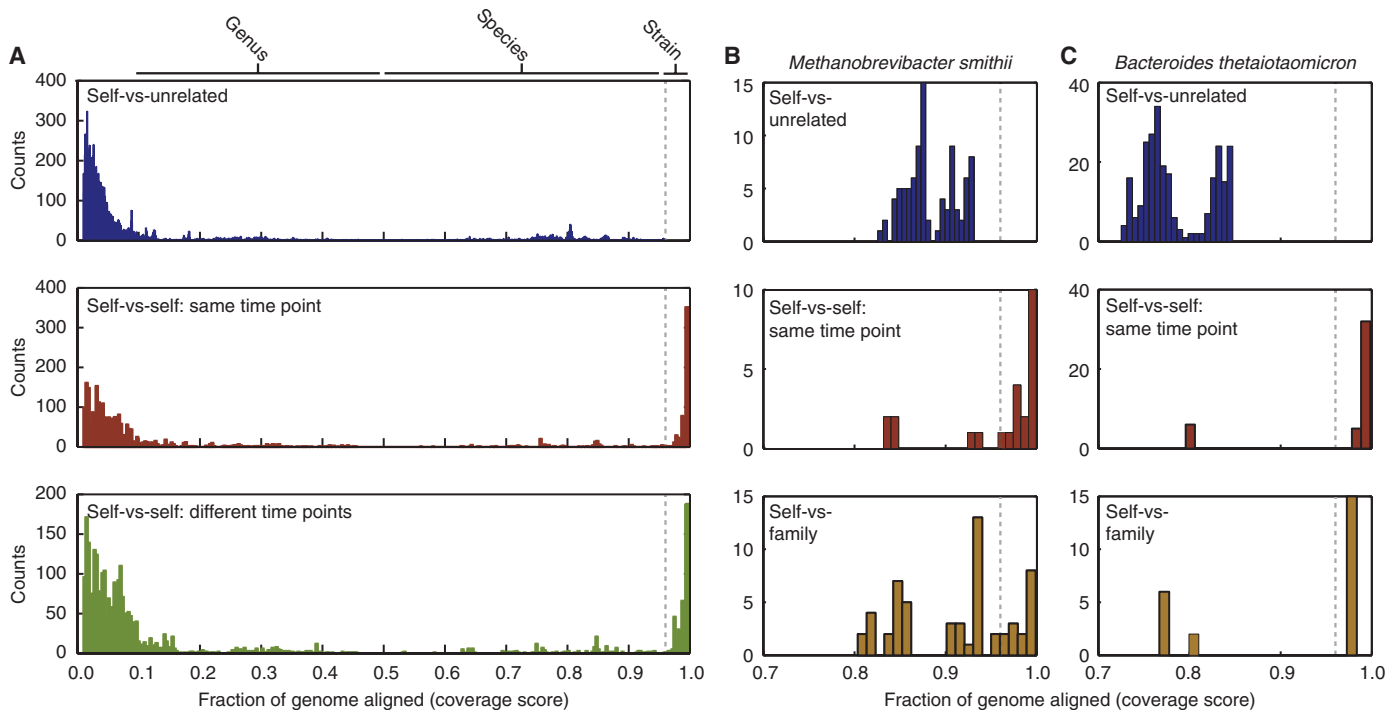 A
Genus
Species
Strain
Self-vs-unrelated
400
300
200
100
0
Counts
Self-vs-self: same time point
400
300
200
100
0
Counts
Self-vs-self: different time points
200
150
100
50
0
Counts
0.0 0.1 0.2 0.3 0.4 0.5 0.6 0.7 0.8 0.9 1.0
Fraction of genome aligned (coverage score)
B
Methanobrevibacter smithii
Self-vs-
unrelated
15
10
5
0
Self-vs-self:
same time point
10
5
0
Self-vs-
family
15
10
5
0
0.7 0.8 0.9 1.0
C
Bacteroides thetaiotaomicron
Self-vs-unrelated
40
20
0
Self-vs-self:
same time point
40
20
0
Self-vs-
family
15
10
5
0
0.7 0.8 0.9 1.0
Fraction of genome aligned (coverage score)